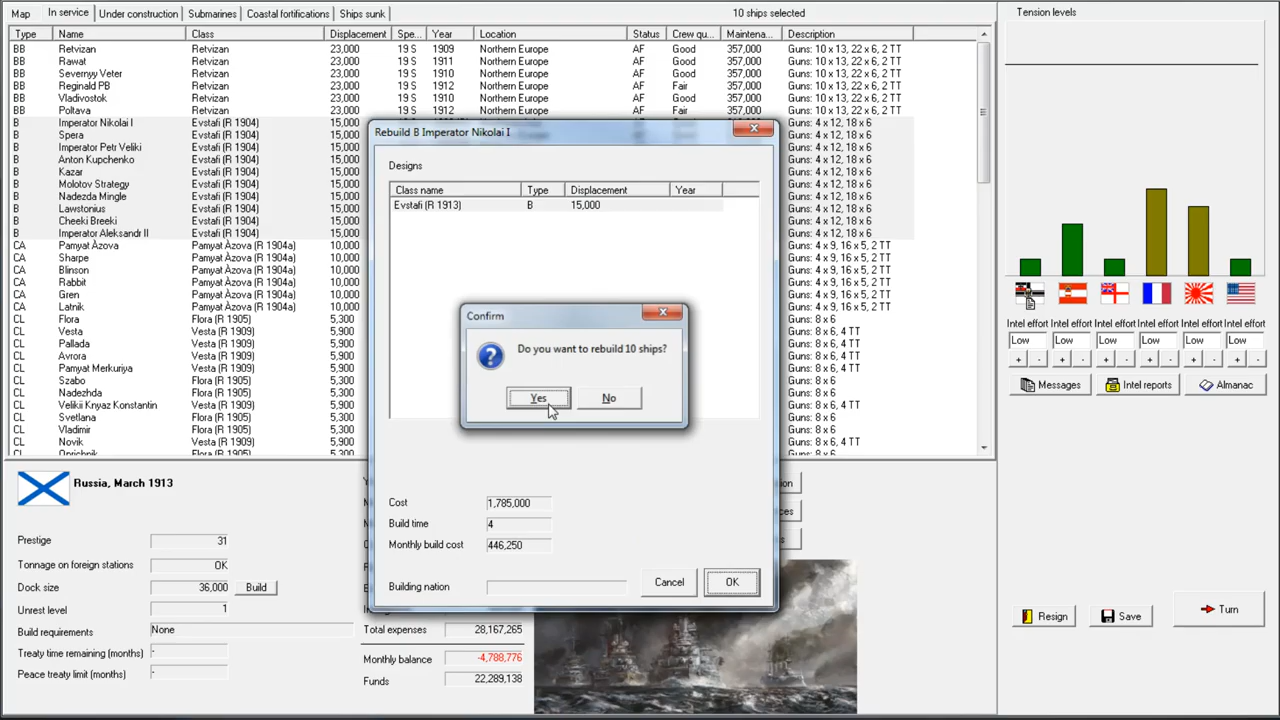 Map In service Under construction Submarines Coastal fortifications Ships sunk 10 ships selected
Type Name Class Displacement Spe... Year Location Status Crew qu... Maintena... Description
BB Retvizan Retvizan 23,000 19 S 1909 Northern Europe AF Good 357,000 Guns: 10 x 13, 22 x 6, 2 TT
BB Rawat Retvizan 23,000 19 S 1911 Northern Europe AF Good 357,000 Guns: 10 x 13, 22 x 6, 2 TT
BB Severnyy Veter Retvizan 23,000 19 S 1910 Northern Europe AF Good 357,000 Guns: 10 x 13, 22 x 6, 2 TT
BB Reginald PB Retvizan 23,000 19 S 1912 Northern Europe AF Fair 357,000 Guns: 10 x 13, 22 x 6, 2 TT
BB Vladivostok Retvizan 23,000 19 S 1910 Northern Europe AF Good 357,000 Guns: 10 x 13, 22 x 6, 2 TT
BB Poltava Retvizan 23,000 19 S 1912 Northern Europe AF Fair 357,000 Guns: 10 x 13, 22 x 6, 2 TT
B Imperator Nikolai I Evstafi (R 1904) 15,000 Guns: 4 x 12, 18 x 6
B Spera Evstafi (R 1904) 15,000 Guns: 4 x 12, 18 x 6
B Imperator Petr Veliki Evstafi (R 1904) 15,000 Guns: 4 x 12, 18 x 6
B Anton Kupchenko Evstafi (R 1904) 15,000 Guns: 4 x 12, 18 x 6
B Kazar Evstafi (R 1904) 15,000 Guns: 4 x 12, 18 x 6
B Molotov Strategy Evstafi (R 1904) 15,000 Guns: 4 x 12, 18 x 6
B Nadezda Mingle Evstafi (R 1904) 15,000 Guns: 4 x 12, 18 x 6
B Lawstonius Evstafi (R 1904) 15,000 Guns: 4 x 12, 18 x 6
B Cheeki Breeki Evstafi (R 1904) 15,000 Guns: 4 x 12, 18 x 6
B Imperator Aleksandr II Evstafi (R 1904) 15,000 Guns: 4 x 12, 18 x 6
CA Pamyat Àzova Pamyat Àzova (R 1904a) 10,000 Guns: 4 x 9, 16 x 5, 2 TT
CA Sharpe Pamyat Àzova (R 1904a) 10,000 Guns: 4 x 9, 16 x 5, 2 TT
CA Blinson Pamyat Àzova (R 1904a) 10,000 Guns: 4 x 9, 16 x 5, 2 TT
CA Rabbit Pamyat Àzova (R 1904a) 10,000 Guns: 4 x 9, 16 x 5, 2 TT
CA Gren Pamyat Àzova (R 1904a) 10,000 Guns: 4 x 9, 16 x 5, 2 TT
CA Latnik Pamyat Àzova (R 1904a) 10,000 Guns: 4 x 9, 16 x 5, 2 TT
CL Flora Flora (R 1905) 5,300 Guns: 8 x 6
CL Vesta Vesta (R 1909) 5,900 Guns: 8 x 6, 4 TT
CL Pallada Flora (R 1905) 5,300 Guns: 8 x 6
CL Avrora Flora (R 1905) 5,300 Guns: 8 x 6
CL Pamyat Merkuriya Vesta (R 1909) 5,900 Guns: 8 x 6, 4 TT
CL Szabo Flora (R 1905) 5,300 Guns: 8 x 6
CL Nadezhda Flora (R 1905) 5,300 Guns: 8 x 6
CL Velikii Knyaz Konstantin Vesta (R 1909) 5,900 Guns: 8 x 6, 4 TT
CL Svetlana Flora (R 1905) 5,300 Guns: 8 x 6
CL Vladimir Flora (R 1905) 5,300 Guns: 8 x 6
CL Novik Vesta (R 1909) 5,900 Guns: 8 x 6, 4 TT
CL Oprichnik Flora (R 1905) 5,300 Guns: 8 x 6
Rebuild B Imperator Nikolai I
Designs
Class name Type Displacement Year
Evstafi (R 1913) B 15,000
Confirm
Do you want to rebuild 10 ships?
Yes No
Cost 1,785,000
Build time 4
Monthly build cost 446,250
Building nation
Cancel OK
Russia, March 1913
Prestige 31
Tonnage on foreign stations OK
Dock size 36,000 Build
Unrest level 1
Build requirements None
Treaty time remaining (months) -
Peace treaty limit (months) -
Total expenses 28,167,265
Monthly balance -4,788,776
Funds 22,289,138
Tension levels
Intel effort Intel effort Intel effort Intel effort Intel effort Intel effort
Low Low Low Low Low Low
+ - + - + - + - + - + -
Messages Intel reports Almanac
Resign Save Turn